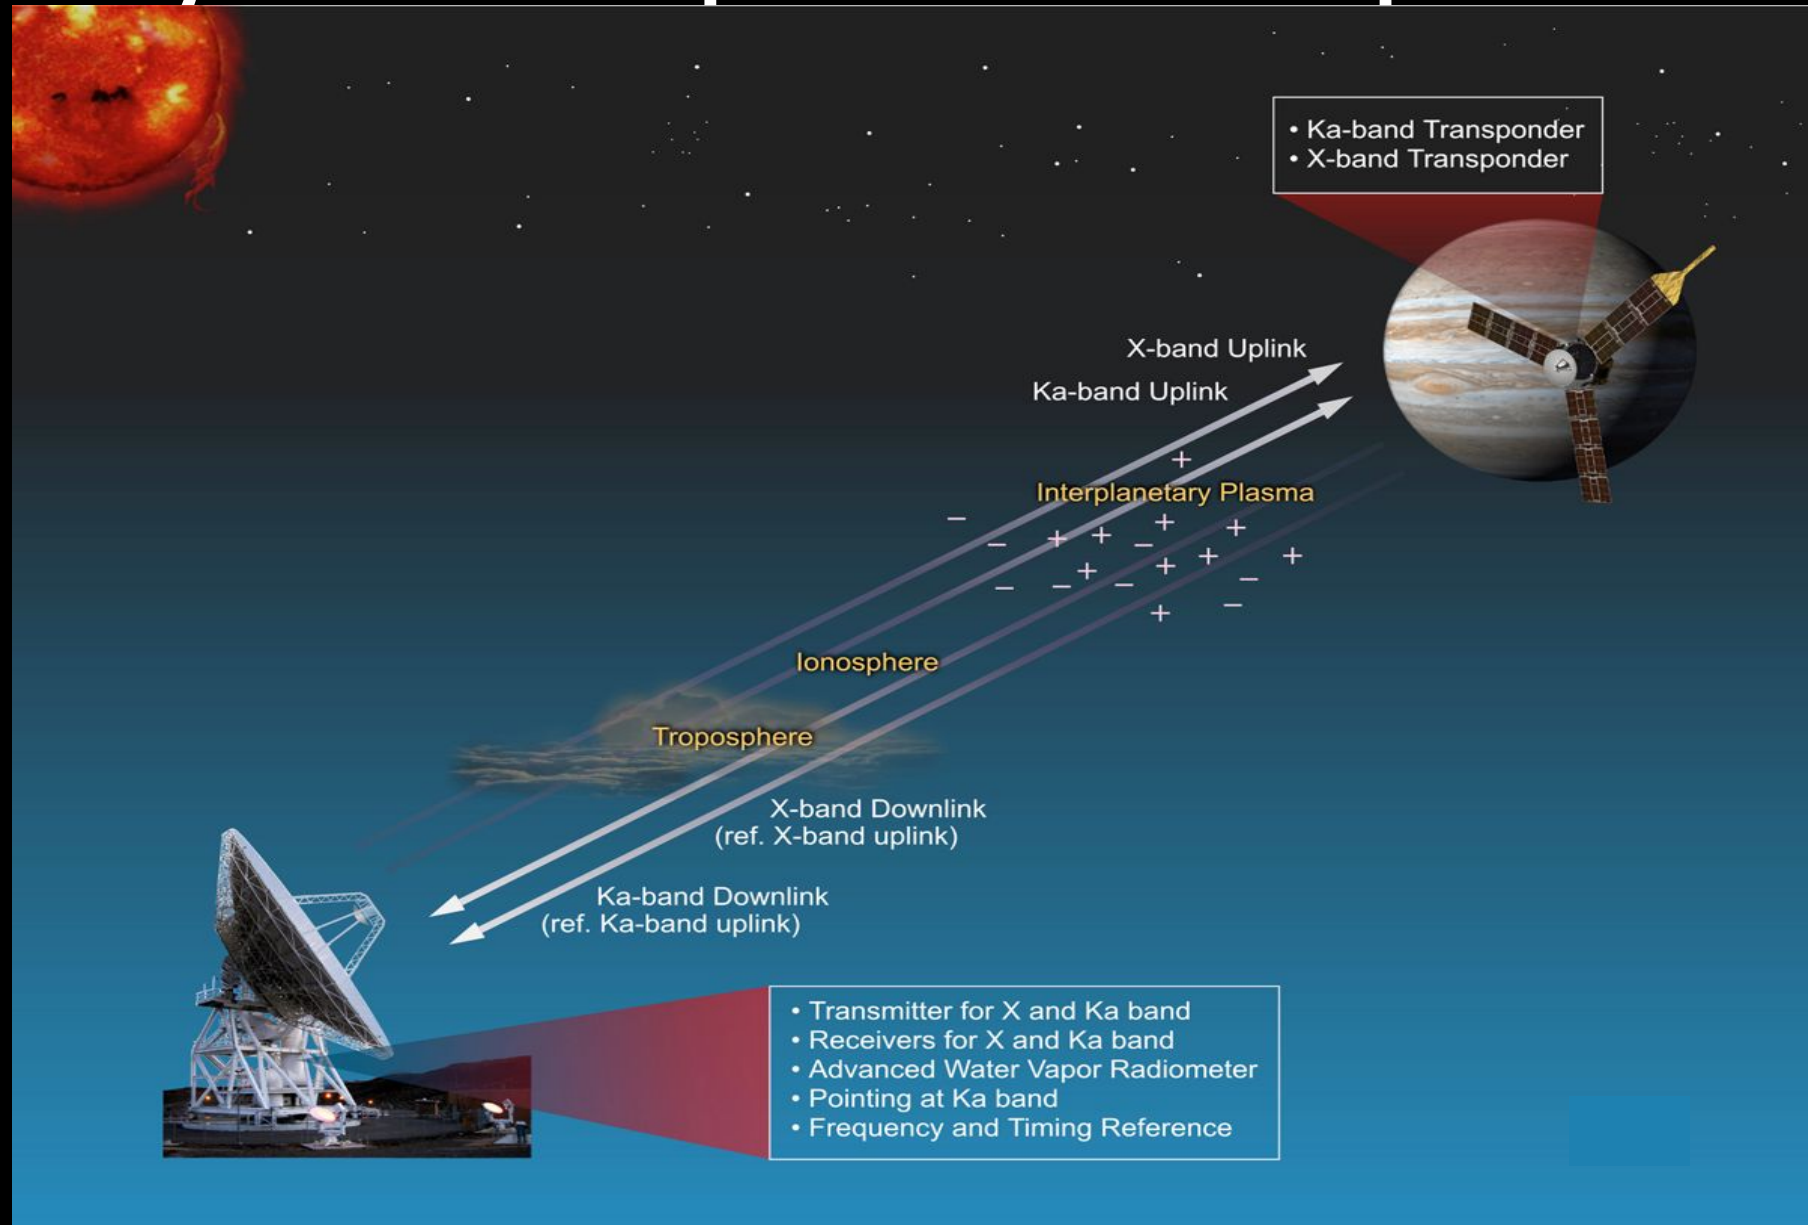 • Ka-band Transponder
• X-band Transponder
X-band Uplink
Ka-band Uplink
Interplanetary Plasma
Ionosphere
Troposphere
X-band Downlink
(ref. X-band uplink)
Ka-band Downlink
(ref. Ka-band uplink)
• Transmitter for X and Ka band
• Receivers for X and Ka band
• Advanced Water Vapor Radiometer
• Pointing at Ka band
• Frequency and Timing Reference